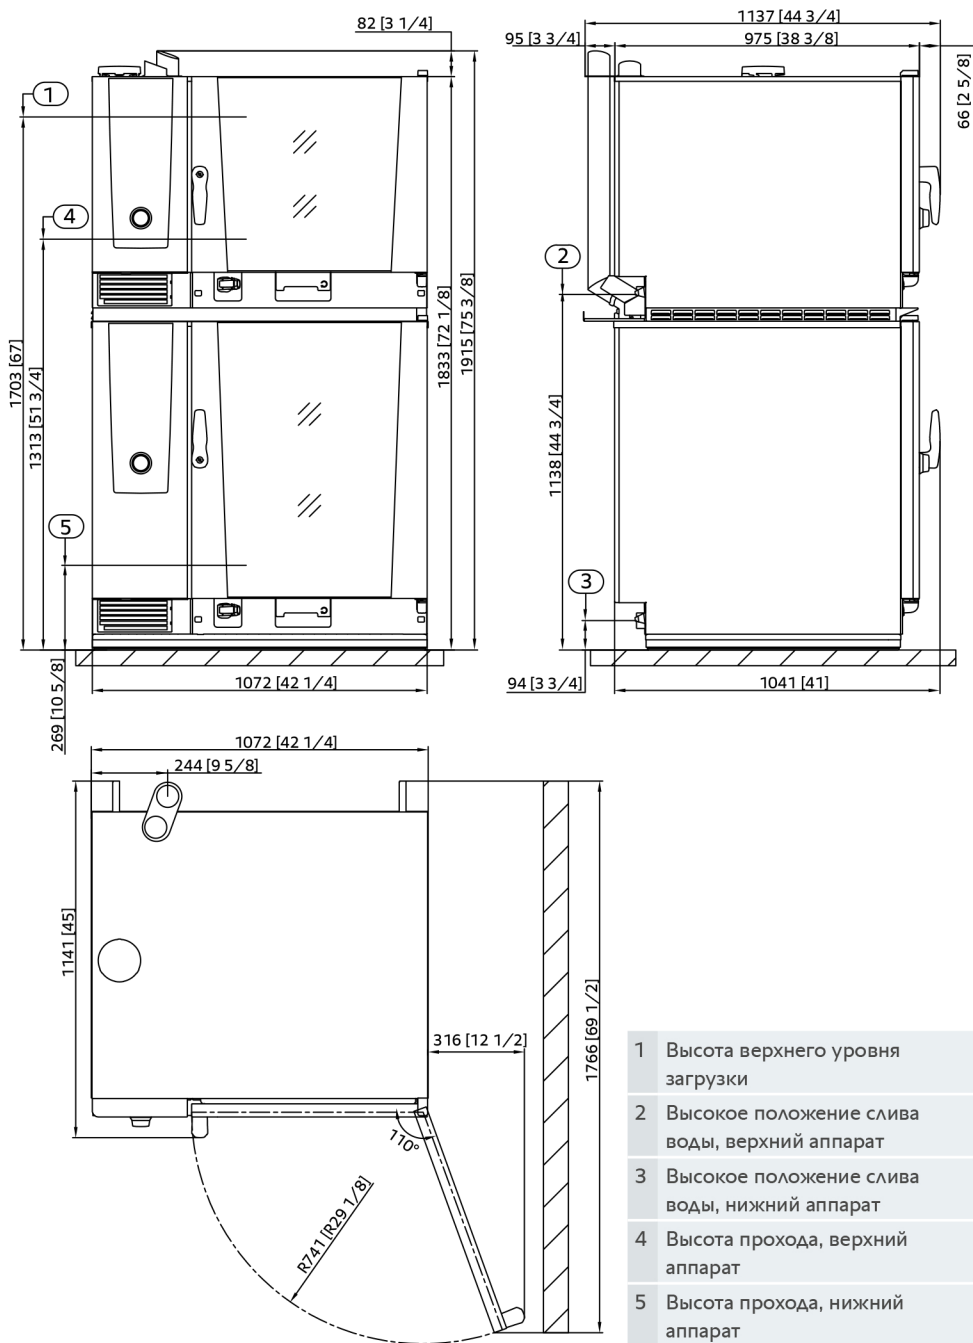 82 [3 1/4]
1
4
5
1703 [67]
1313 [51 3/4]
269 [10 5/8]
1833 [72 1/8]
1915 [75 3/8]
1072 [42 1/4]
1137 [44 3/4]
95 [3 3/4]
975 [38 3/8]
66 [2 5/8]
2
3
1138 [44 3/4]
94 [3 3/4]
1041 [41]
1072 [42 1/4]
244 [9 5/8]
1141 [45]
316 [12 1/2]
1766 [69 1/2]
110°
R741 [R29 1/8]
1 Высота верхнего уровня
загрузки
2 Высокое положение слива
воды, верхний аппарат
3 Высокое положение слива
воды, нижний аппарат
4 Высота прохода, верхний
аппарат
5 Высота прохода, нижний
аппарат